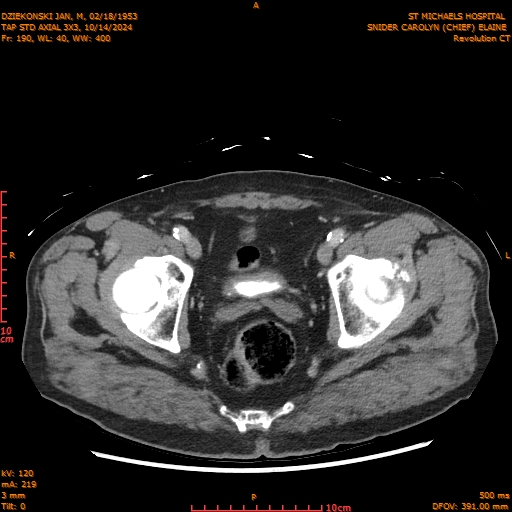 A
DZIEKONSKI JAN, M, 02/18/1953
TAP STD AXIAL 3X3, 10/14/2024
Fr: 190, WL: 40, WW: 400
ST MICHAELS HOSPITAL
SNIDER CAROLYN (CHIEF) ELAINE
Revolution CT
R
L
10
cm
kV: 120
mA: 219
3 mm
Tilt: 0
P
10cm
500 ms
DFOV: 391.00 mm